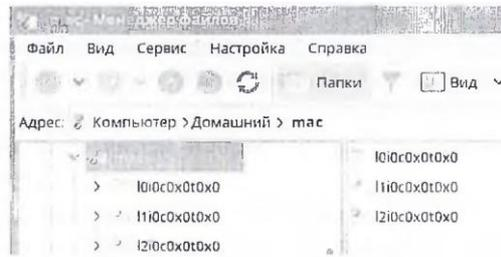 mac - Менеджер файлов
Файл Вид Сервис Настройка Справка
Папки Вид
Адрес: Компьютер > Домашний > mac
l0i0c0x0t0x0
l0i0c0x0t0x0
l1i0c0x0t0x0
l1i0c0x0t0x0
l2i0c0x0t0x0
l2i0c0x0t0x0